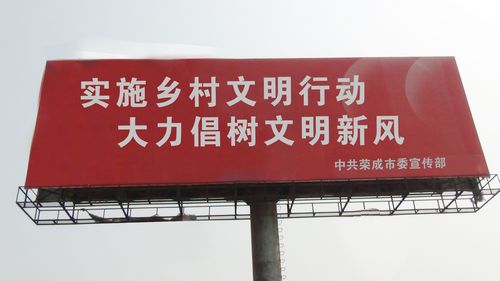 实施乡村文明行动
大力倡树文明新风
中共荣成市委宣传部